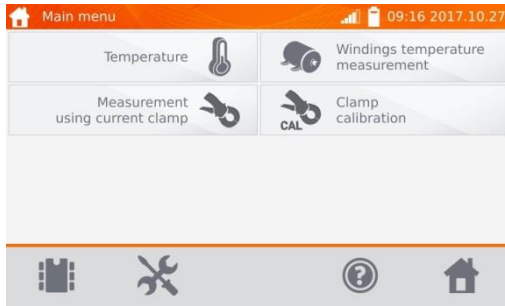 Main menu
09:16 2017.10.27
Temperature
Windings temperature
measurement
Measurement
using current clamp
CAL
Clamp
calibration
?